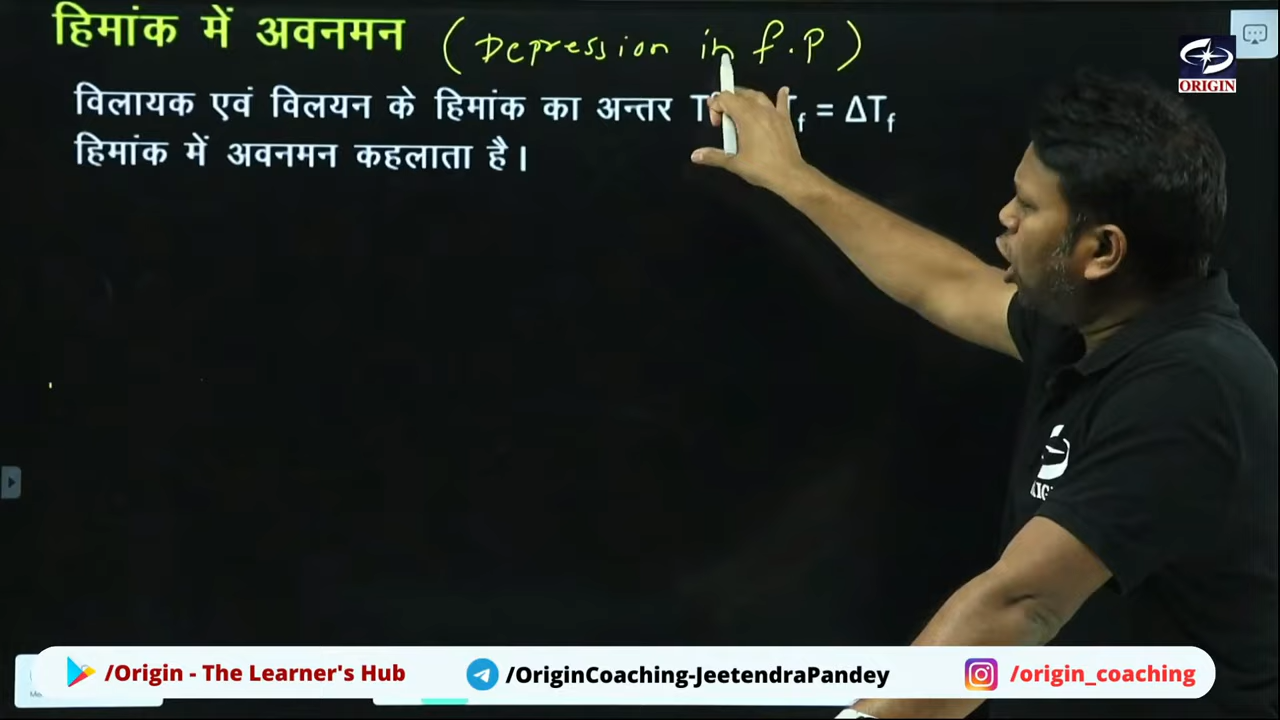 हिमांक में अवनमन (Depression in f.P)
विलायक एवं विलयन के हिमांक का अन्तर = ΔTf
हिमांक में अवनमन कहलाता है।
ORIGIN
/Origin - The Learner's Hub
/OriginCoaching-JeetendraPandey
/origin_coaching